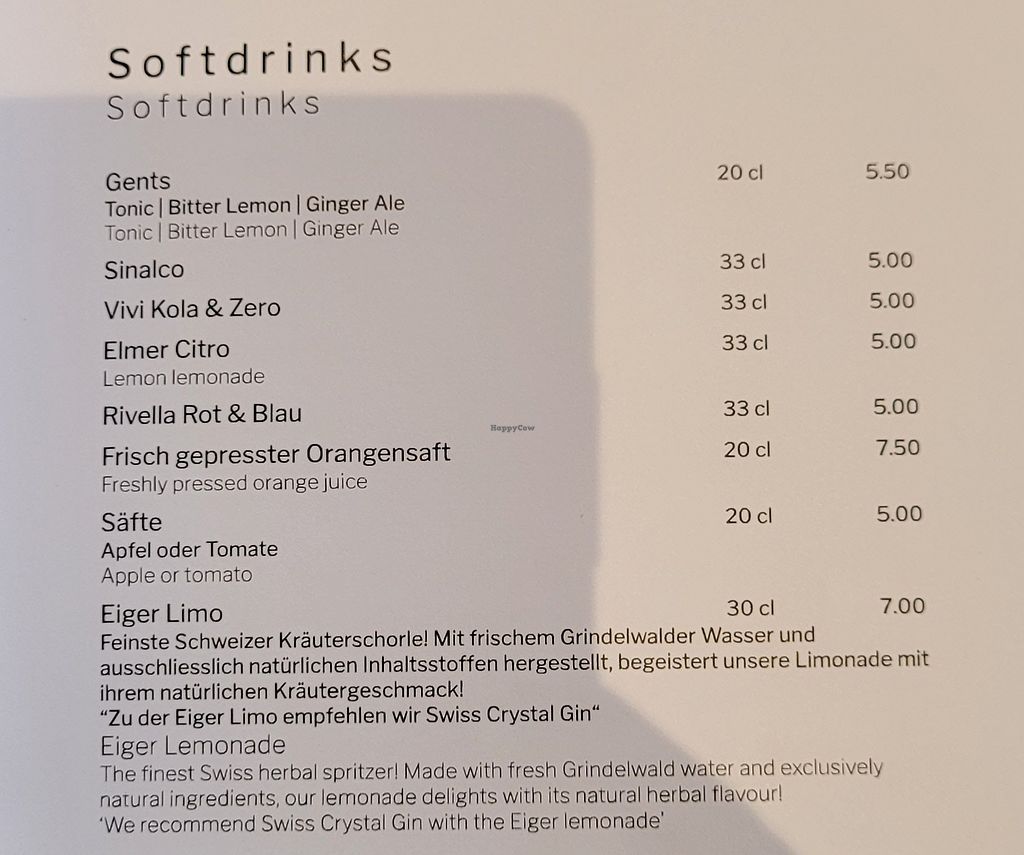 Softdrinks
Softdrinks
Gents 20 cl 5.50
Tonic | Bitter Lemon | Ginger Ale
Tonic | Bitter Lemon | Ginger Ale
Sinalco 33 cl 5.00
Vivi Kola & Zero 33 cl 5.00
Elmer Citro 33 cl 5.00
Lemon lemonade
Rivella Rot & Blau 33 cl 5.00
HappyCow
Frisch gepresster Orangensaft 20 cl 7.50
Freshly pressed orange juice
Säfte 20 cl 5.00
Apfel oder Tomate
Apple or tomato
Eiger Limo 30 cl 7.00
Feinste Schweizer Kräuterschorle! Mit frischem Grindelwalder Wasser und
ausschliesslich natürlichen Inhaltsstoffen hergestellt, begeistert unsere Limonade mit
ihrem natürlichen Kräutergeschmack!
“Zu der Eiger Limo empfehlen wir Swiss Crystal Gin“
Eiger Lemonade
The finest Swiss herbal spritzer! Made with fresh Grindelwald water and exclusively
natural ingredients, our lemonade delights with its natural herbal flavour!
‘We recommend Swiss Crystal Gin with the Eiger lemonade’